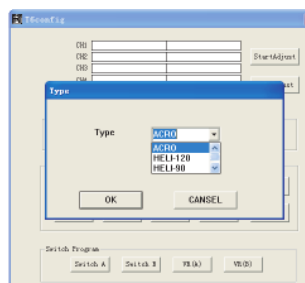 T6config
CH1
CH2
StartAdjust
CH3
Type
Type
ACRO
ACRO
HELI-120
HELI-90
OK
CANSEL
Switch Program
Switch A
Switch B
VR(A)
VR(B)